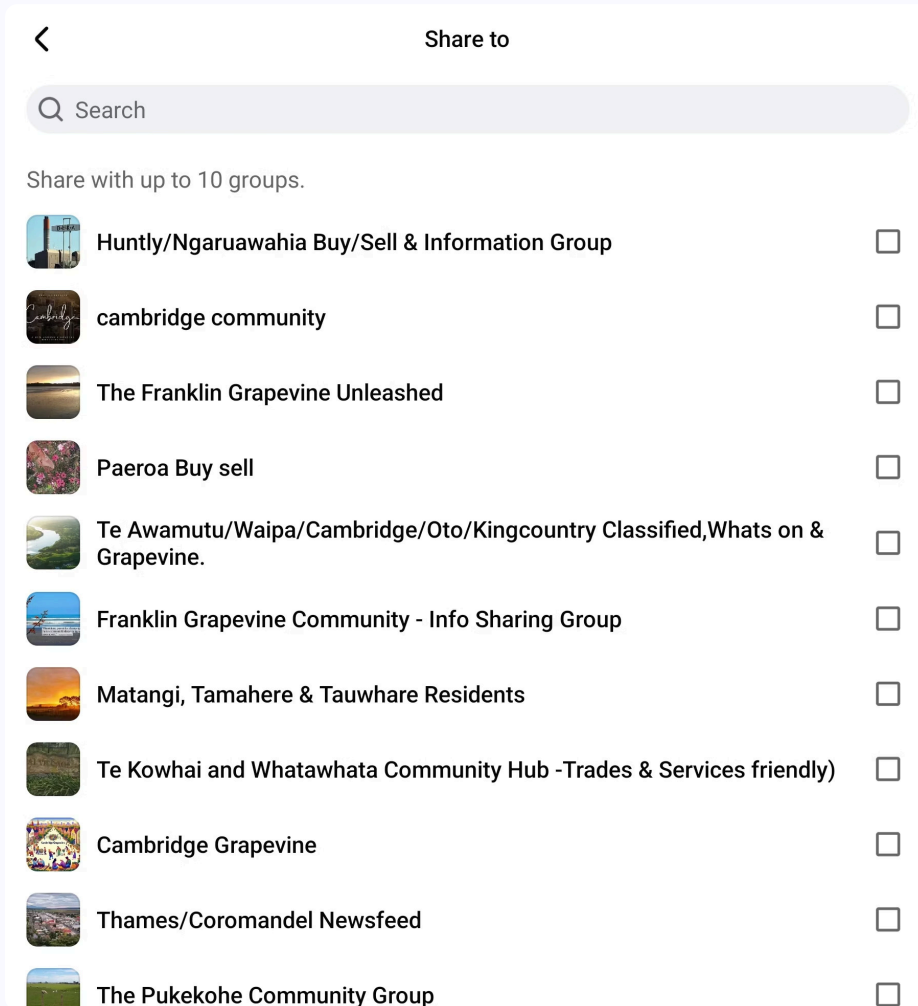 Share to
Search
Share with up to 10 groups.
Huntly/Ngaruawahia Buy/Sell & Information Group
Cambridge
cambridge community
The Franklin Grapevine Unleashed
Paeroa Buy sell
Te Awamutu/Waipa/Cambridge/Oto/Kingcountry Classified,Whats on &
Grapevine.
Franklin Grapevine Community - Info Sharing Group
Matangi, Tamahere & Tauwhare Residents
Te Kowhai and Whatawhata Community Hub -Trades & Services friendly)
Cambridge Grapevine
Thames/Coromandel Newsfeed
The Pukekohe Community Group